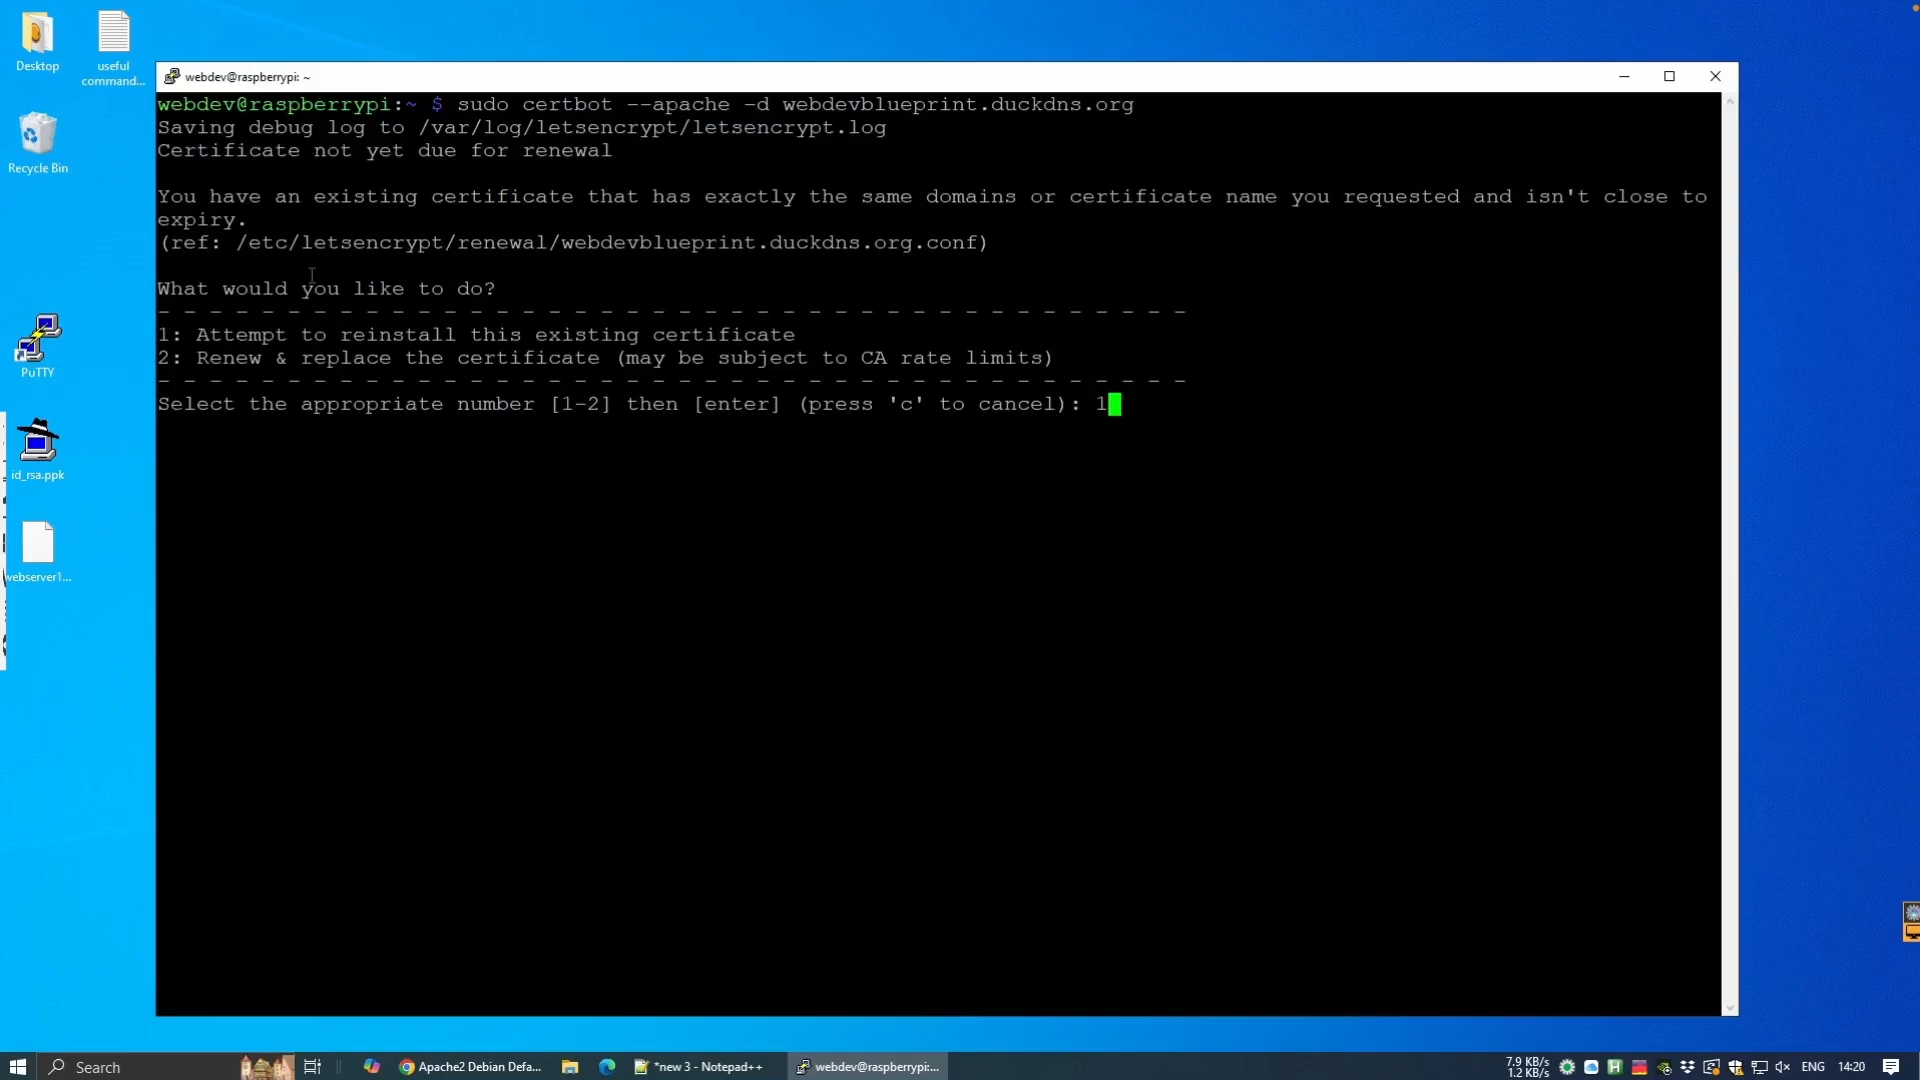 Desktop
useful
command...
Recycle Bin
PuTTY
id_rsa.ppk
webserver1...
webdev@raspberrypi: ~
webdev@raspberrypi:~ $ sudo certbot --apache -d webdevblueprint.duckdns.org
Saving debug log to /var/log/letsencrypt/letsencrypt.log
Certificate not yet due for renewal
You have an existing certificate that has exactly the same domains or certificate name you requested and isn't close to
expiry.
(ref: /etc/letsencrypt/renewal/webdevblueprint.duckdns.org.conf)
What would you like to do?
- - - - - - - - - - - - - - - - - - - - - - - - - - - - - - - - - - - - - - - -
1: Attempt to reinstall this existing certificate
2: Renew & replace the certificate (may be subject to CA rate limits)
- - - - - - - - - - - - - - - - - - - - - - - - - - - - - - - - - - - - - - - -
Select the appropriate number [1-2] then [enter] (press 'c' to cancel): 1
Search
Apache2 Debian Defa...
*new 3 - Notepad++
webdev@raspberrypi:...
7.9 KB/s
1.2 KB/s
ENG
14:20